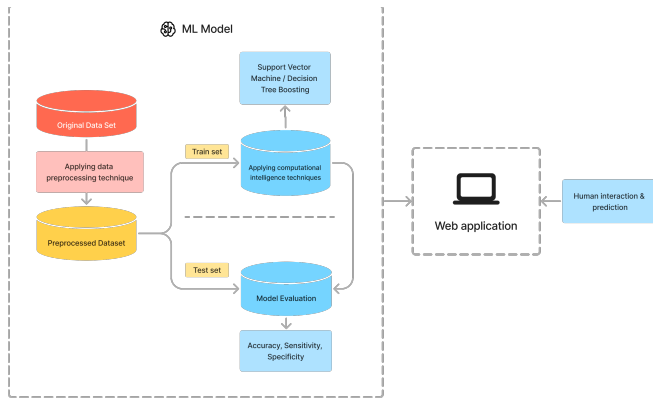 ML Model
Support Vector
Machine / Decision
Tree Boosting
Original Data Set
Train set
Applying data
preprocessing technique
Applying computational
intelligence techniques
Human interaction &
prediction
Web application
Preprocessed Dataset
Test set
Model Evaluation
Accuracy, Sensitivity,
Specificity